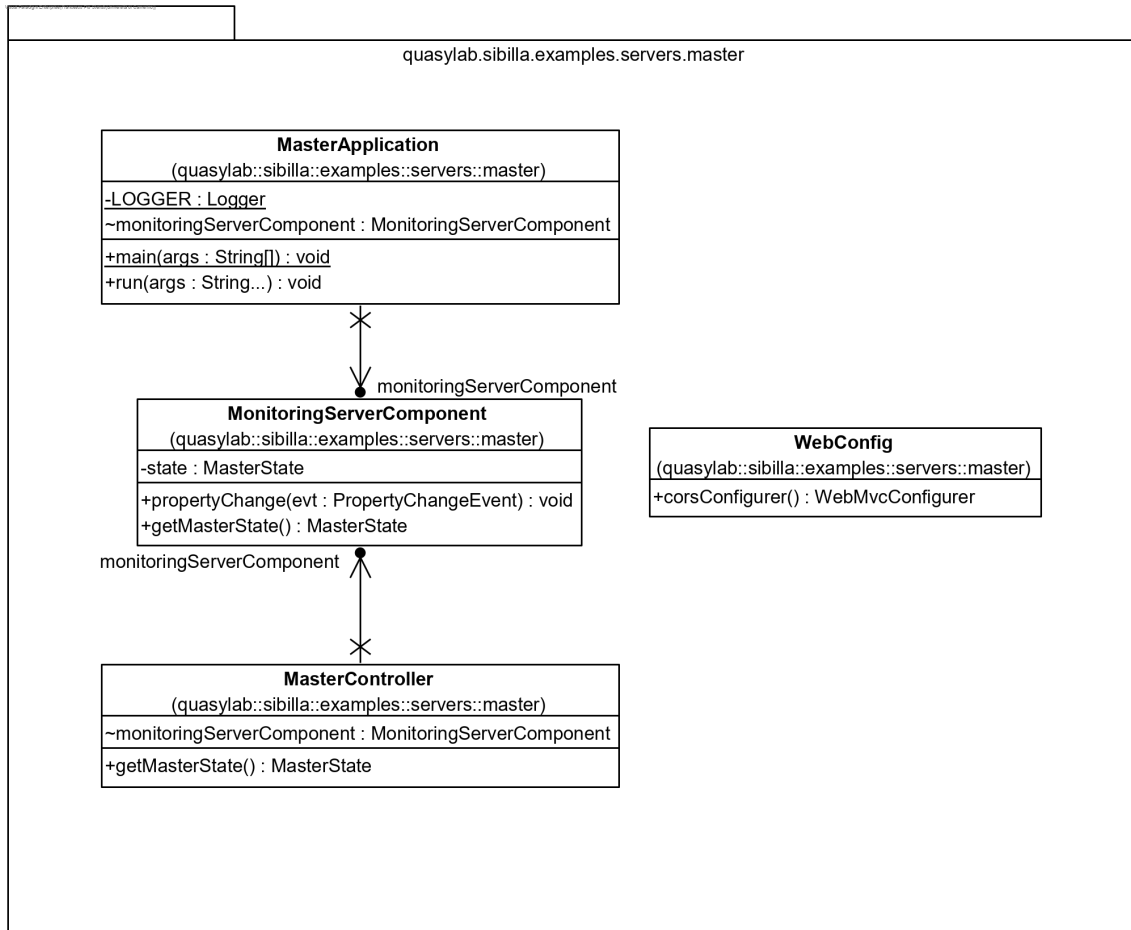 quasylab.sibilla.examples.servers.master
MasterApplication
(quasylab::sibilla::examples::servers::master)
-LOGGER : Logger
~monitoringServerComponent : MonitoringServerComponent
+main(args : String[]) : void
+run(args : String...) : void
monitoringServerComponent
MonitoringServerComponent
(quasylab::sibilla::examples::servers::master)
-state : MasterState
+propertyChange(evt : PropertyChangeEvent) : void
+getMasterState() : MasterState
WebConfig
(quasylab::sibilla::examples::servers::master)
+corsConfigurer() : WebMvcConfigurer
monitoringServerComponent
MasterController
(quasylab::sibilla::examples::servers::master)
~monitoringServerComponent : MonitoringServerComponent
+getMasterState() : MasterState